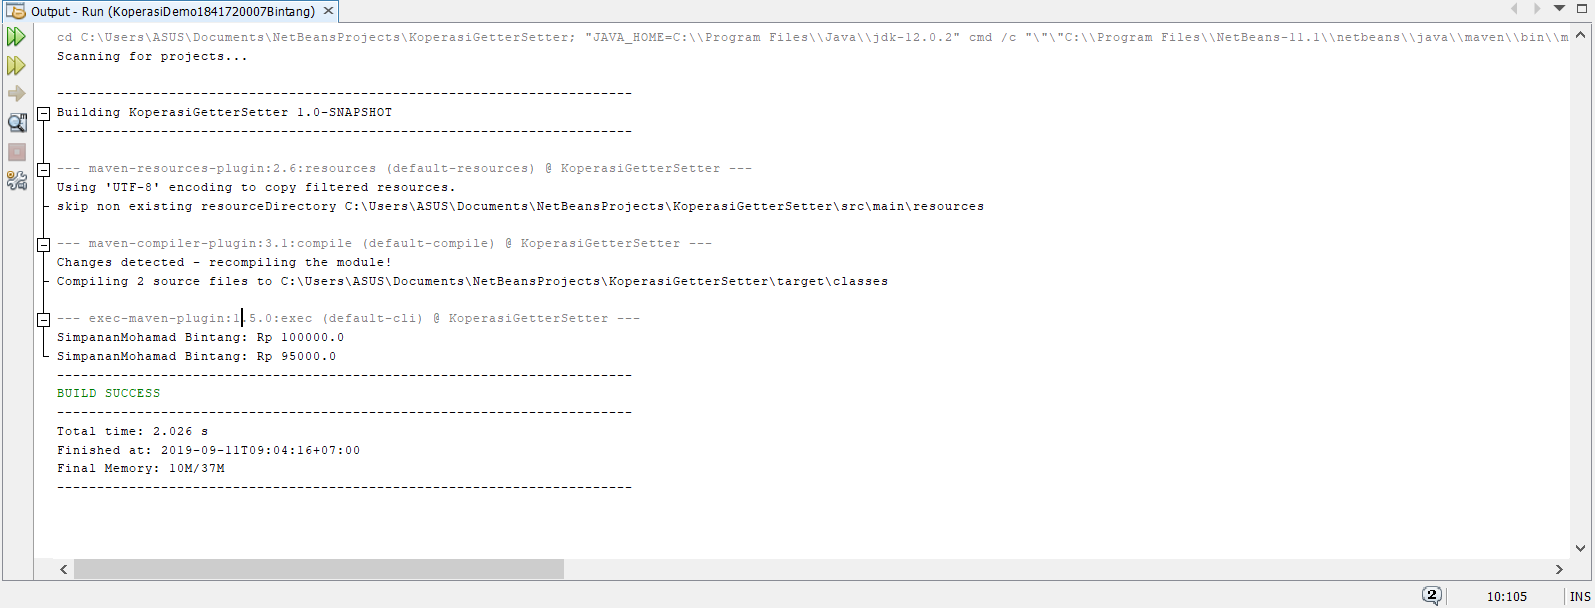 Output - Run (KoperasiDemo1841720007Bintang)
cd C:\Users\ASUS\Documents\NetBeansProjects\KoperasiGetterSetter; "JAVA_HOME=C:\\Program Files\\Java\\jdk-12.0.2" cmd /c "\"\"C:\\Program Files\\NetBeans-11.1\\netbeans\\java\\maven\\bin\\m
Scanning for projects...
------------------------------------------------------------------------
Building KoperasiGetterSetter 1.0-SNAPSHOT
------------------------------------------------------------------------
--- maven-resources-plugin:2.6:resources (default-resources) @ KoperasiGetterSetter ---
Using 'UTF-8' encoding to copy filtered resources.
skip non existing resourceDirectory C:\Users\ASUS\Documents\NetBeansProjects\KoperasiGetterSetter\src\main\resources
--- maven-compiler-plugin:3.1:compile (default-compile) @ KoperasiGetterSetter ---
Changes detected - recompiling the module!
Compiling 2 source files to C:\Users\ASUS\Documents\NetBeansProjects\KoperasiGetterSetter\target\classes
--- exec-maven-plugin:1.5.0:exec (default-cli) @ KoperasiGetterSetter ---
SimpananMohamad Bintang: Rp 100000.0
SimpananMohamad Bintang: Rp 95000.0
------------------------------------------------------------------------
BUILD SUCCESS
------------------------------------------------------------------------
Total time: 2.026 s
Finished at: 2019-09-11T09:04:16+07:00
Final Memory: 10M/37M
------------------------------------------------------------------------
2 10:105 INS